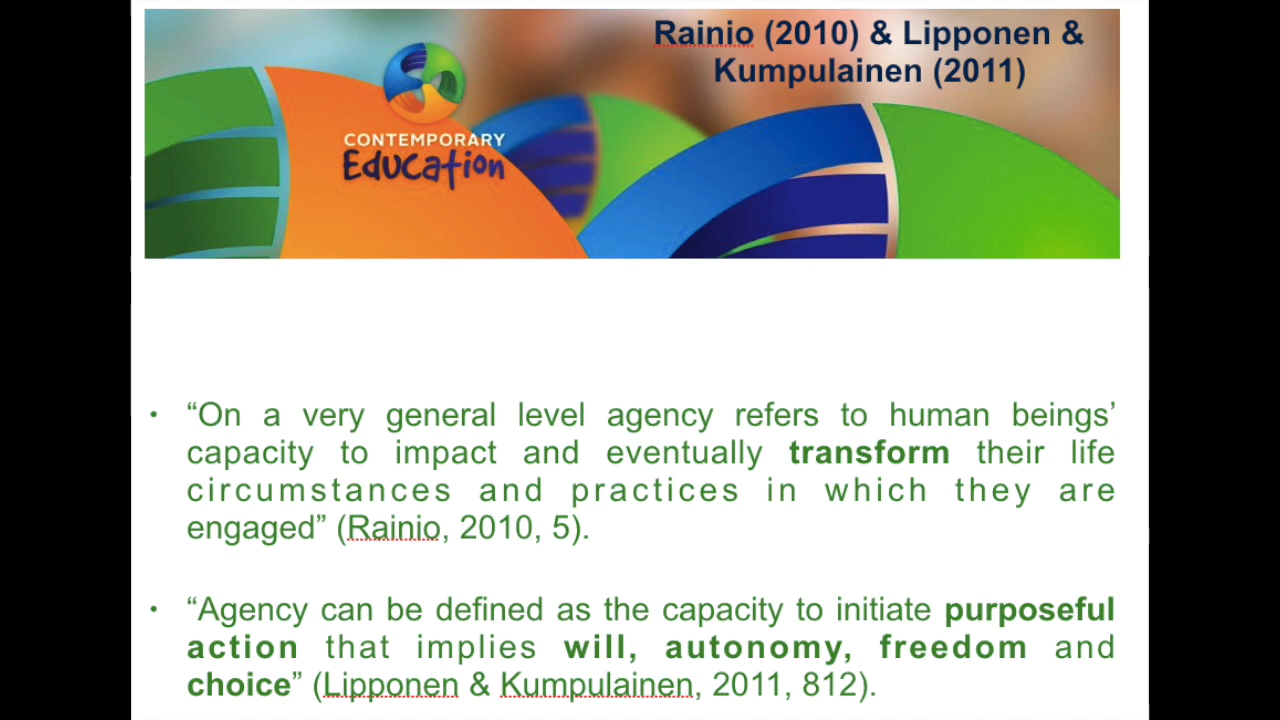 Rainio (2010) & Lipponen &
Kumpulainen (2011)
CONTEMPORARY
Education
• “On a very general level agency refers to human beings’
capacity to impact and eventually transform their life
circumstances and practices in which they are
engaged” (Rainio, 2010, 5).
• “Agency can be defined as the capacity to initiate purposeful
action that implies will, autonomy, freedom and
choice” (Lipponen & Kumpulainen, 2011, 812).